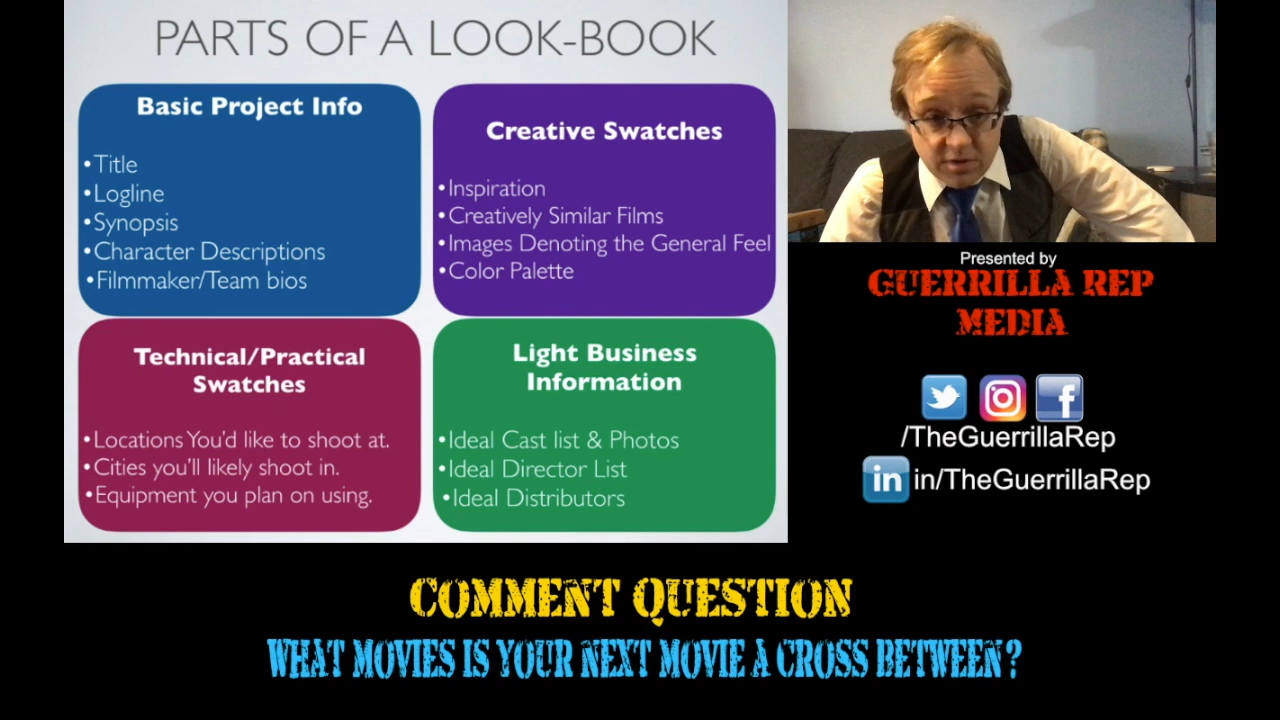 PARTS OF A LOOK-BOOK
Basic Project Info
•Title
•Logline
•Synopsis
•Character Descriptions
•Filmmaker/Team bios
Creative Swatches
•Inspiration
•Creatively Similar Films
•Images Denoting the General Feel
•Color Palette
Technical/Practical
Swatches
•Locations You'd like to shoot at.
•Cities you'll likely shoot in.
•Equipment you plan on using.
Light Business
Information
•Ideal Cast list & Photos
•Ideal Director List
•Ideal Distributors
Presented by
GUERRILLA REP
MEDIA
/TheGuerrillaRep
in in/TheGuerrillaRep
COMMENT QUESTION
WHAT MOVIES IS YOUR NEXT MOVIE A CROSS BETWEEN?